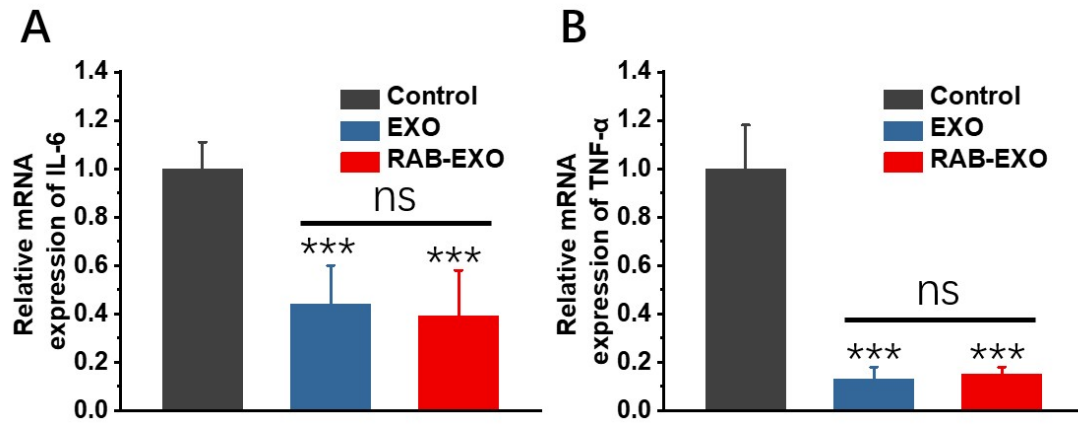 A
Relative mRNA
expression of IL-6
1.4
1.2
1.0
0.8
0.6
0.4
0.2
0.0
Control
EXO
RAB-EXO
ns
***
***
B
Relative mRNA
expression of TNF-α
1.4
1.2
1.0
0.8
0.6
0.4
0.2
0.0
Control
EXO
RAB-EXO
ns
***
***